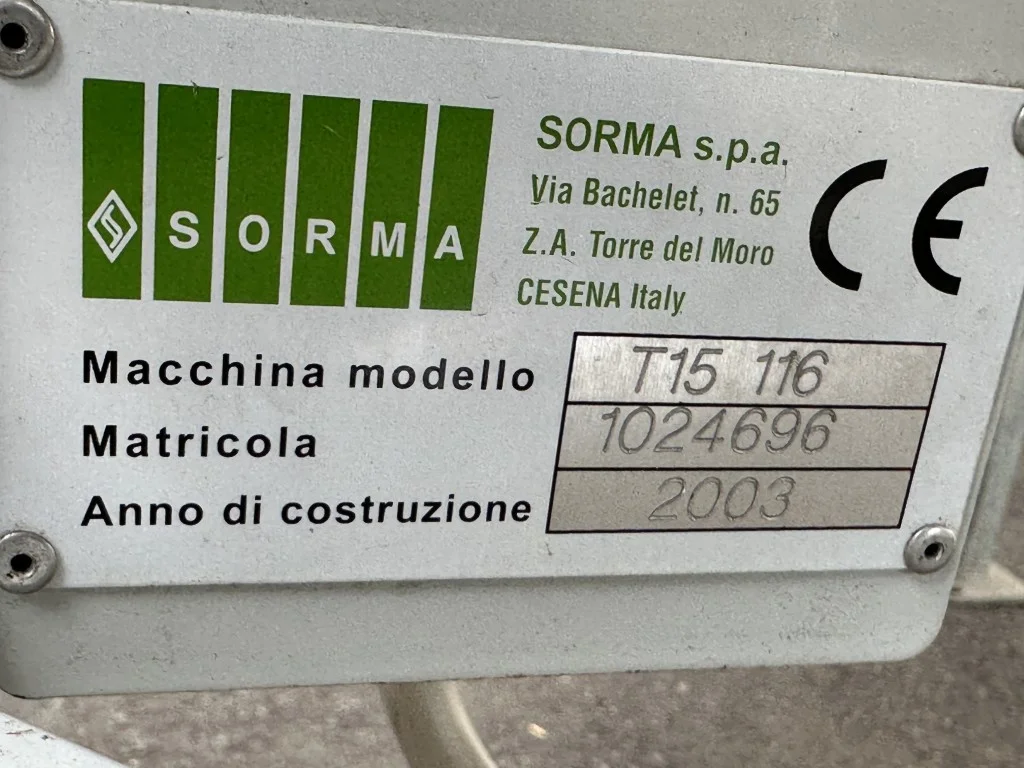 SORMA
SORMA s.p.a.
Via Bachelet, n. 65
Z.A. Torre del Moro
CESENA Italy
CE
Macchina modello T15 116
Matricola 1024696
Anno di costruzione 2003